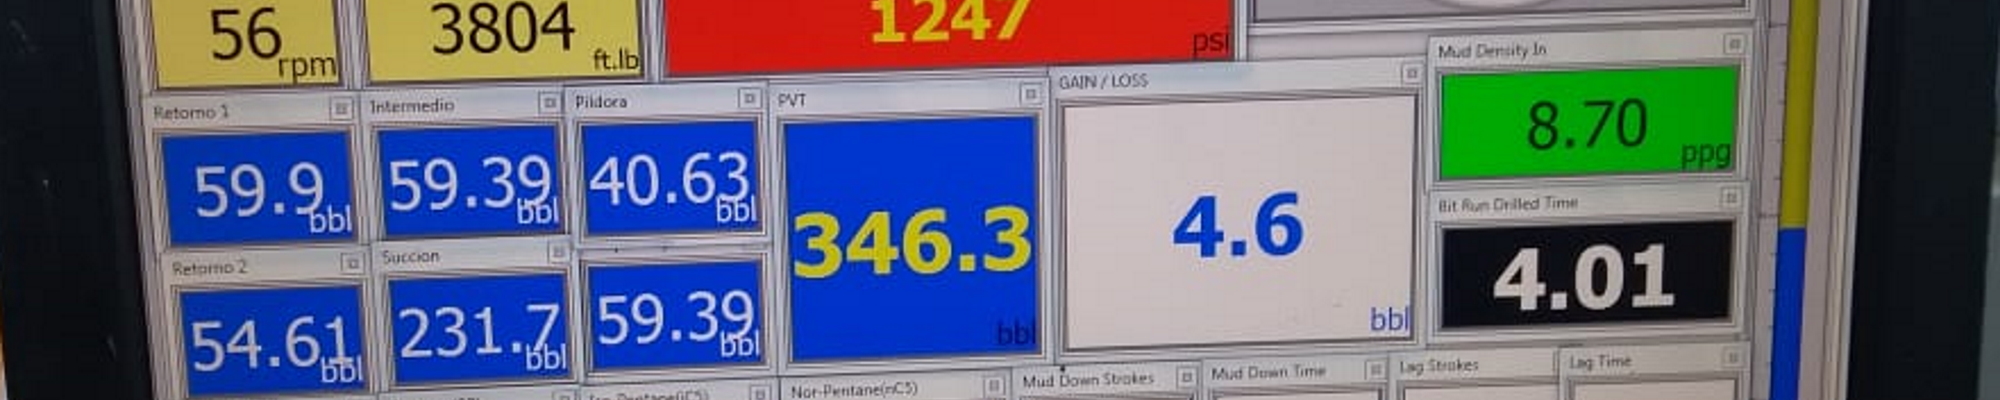 56 rpm
3804 ft.lb
1247 psi
Mud Density In
8.70 ppg
Retorno 1
59.9 bbl
Intermedio
59.39 bbl
Pildora
40.63 bbl
PVT
346.3 bbl
GAIN / LOSS
4.6 bbl
Bit Run Drilled Time
4.01
Retorno 2
54.61 bbl
Succion
231.7 bbl
59.39 bbl
Nor-Pentane(nC5)
Mud Down Strokes
Mud Down Time
Lag Strokes
Lag Time